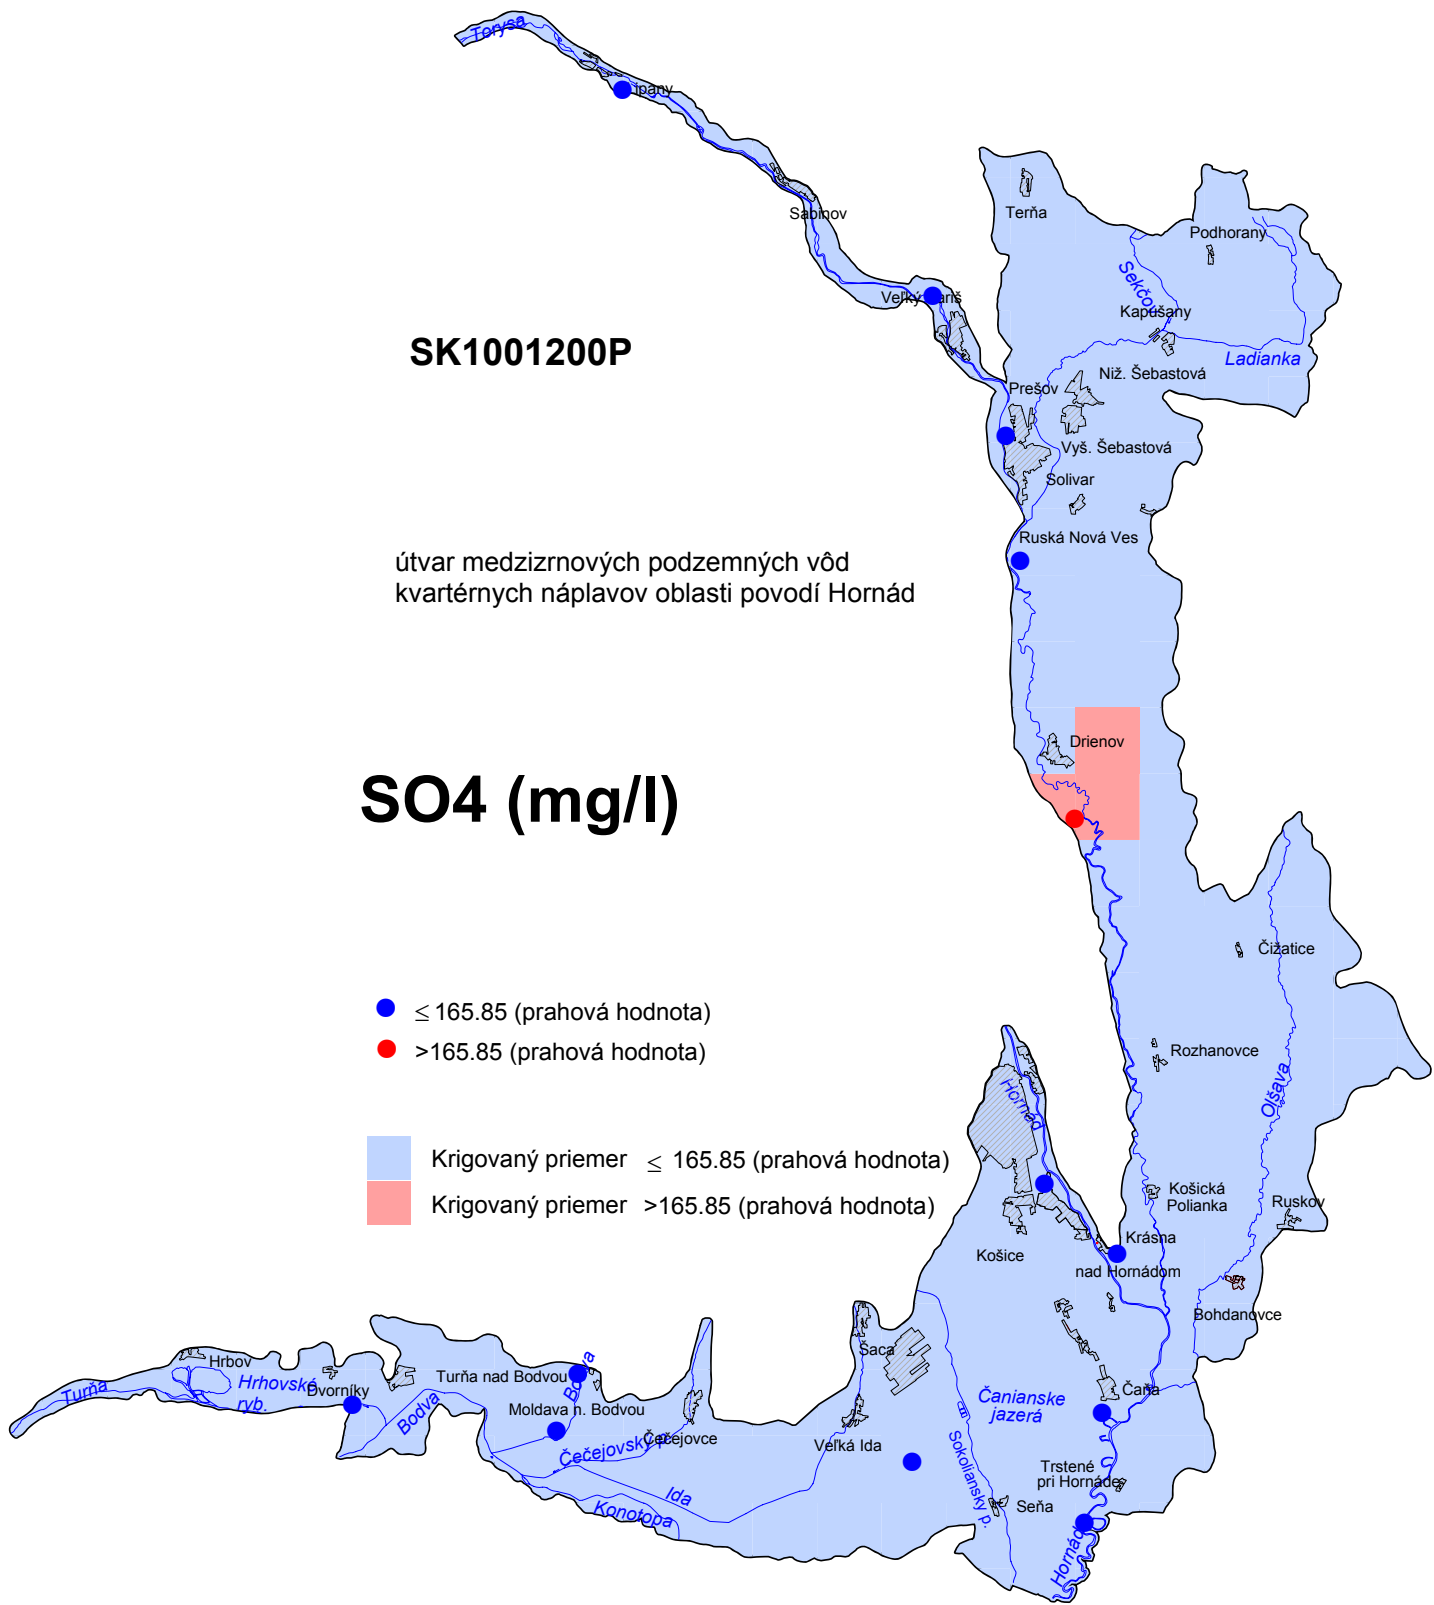 Torysa
ipany
Sabinov
Terňa
Podhorany
Sekčov
Veľký Šariš
Kapušany
SK1001200P
Ladianka
Niž. Šebastová
Prešov
Vyš. Šebastová
Solivar
Ruská Nová Ves
útvar medzizrnových podzemných vôd
kvartérnych náplavov oblasti povodí Hornád
Drienov
SO4 (mg/l)
Čižatice
≤ 165.85 (prahová hodnota)
>165.85 (prahová hodnota)
Rozhanovce
Hornád
Olšava
Krigovaný priemer ≤ 165.85 (prahová hodnota)
Krigovaný priemer >165.85 (prahová hodnota)
Košická
Polianka
Ruskov
Košice
Krásna
nad Hornádom
Bohdanovce
Šaca
Hrbov
Turňa
Hrhovské
ryb.
Dvorníky
Turňa nad Bodvou
Bodva
Bodva
Moldava n. Bodvou
Čečejovský p.
Čečejovce
Veľká Ida
Čanianske
jazerá
Čaňa
Sokoliansky p.
Trstené
pri Hornáde
Ida
Konotopa
Seňa
Hornád